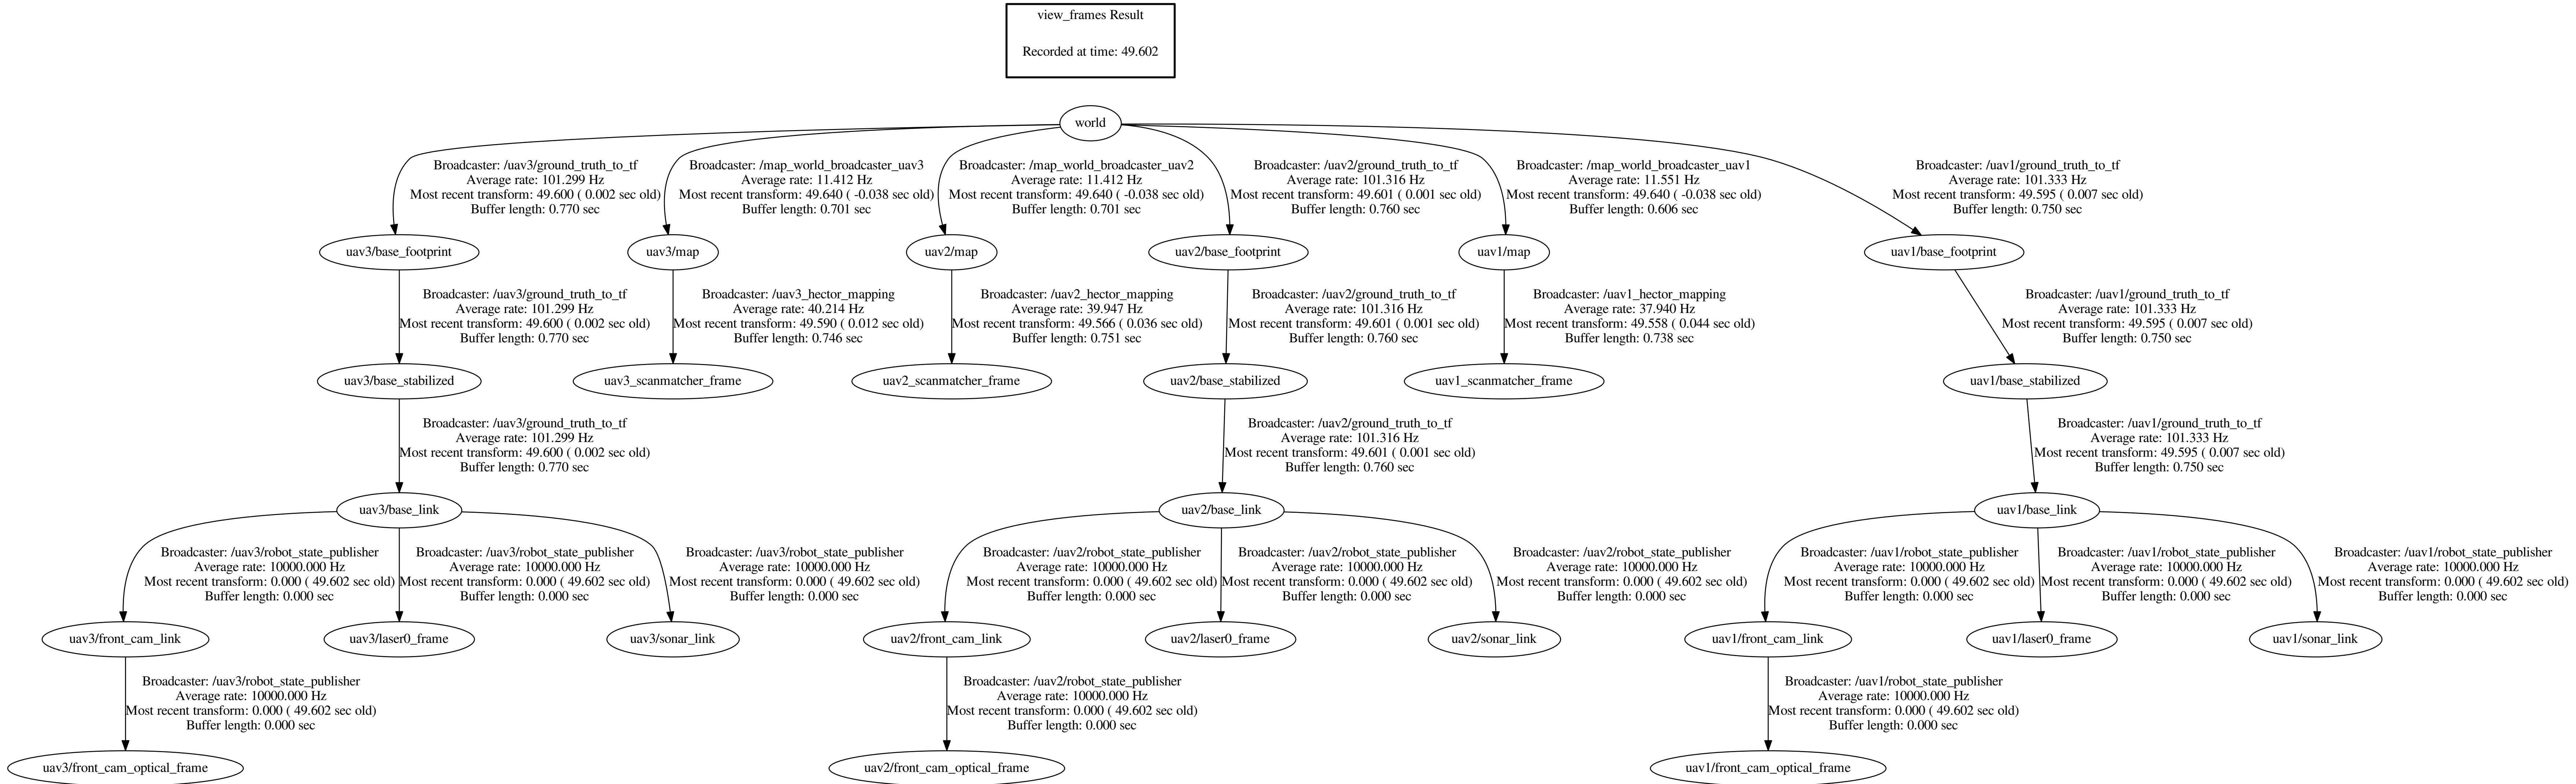 view_frames Result
Recorded at time: 49.602
world
Broadcaster: /uav3/ground_truth_to_tf
Average rate: 101.299 Hz
Most recent transform: 49.600 ( 0.002 sec old)
Buffer length: 0.770 sec
Broadcaster: /map_world_broadcaster_uav3
Average rate: 11.412 Hz
Most recent transform: 49.640 ( -0.038 sec old)
Buffer length: 0.701 sec
Broadcaster: /map_world_broadcaster_uav2
Average rate: 11.412 Hz
Most recent transform: 49.640 ( -0.038 sec old)
Buffer length: 0.701 sec
Broadcaster: /uav2/ground_truth_to_tf
Average rate: 101.316 Hz
Most recent transform: 49.601 ( 0.001 sec old)
Buffer length: 0.760 sec
Broadcaster: /map_world_broadcaster_uav1
Average rate: 11.551 Hz
Most recent transform: 49.640 ( -0.038 sec old)
Buffer length: 0.606 sec
Broadcaster: /uav1/ground_truth_to_tf
Average rate: 101.333 Hz
Most recent transform: 49.595 ( 0.007 sec old)
Buffer length: 0.750 sec
uav3/base_footprint
uav3/map
uav2/map
uav2/base_footprint
uav1/map
uav1/base_footprint
Broadcaster: /uav3/ground_truth_to_tf
Average rate: 101.299 Hz
Most recent transform: 49.600 ( 0.002 sec old)
Buffer length: 0.770 sec
Broadcaster: /uav3_hector_mapping
Average rate: 40.214 Hz
Most recent transform: 49.590 ( 0.012 sec old)
Buffer length: 0.746 sec
Broadcaster: /uav2_hector_mapping
Average rate: 39.947 Hz
Most recent transform: 49.566 ( 0.036 sec old)
Buffer length: 0.751 sec
Broadcaster: /uav2/ground_truth_to_tf
Average rate: 101.316 Hz
Most recent transform: 49.601 ( 0.001 sec old)
Buffer length: 0.760 sec
Broadcaster: /uav1_hector_mapping
Average rate: 37.940 Hz
Most recent transform: 49.558 ( 0.044 sec old)
Buffer length: 0.738 sec
Broadcaster: /uav1/ground_truth_to_tf
Average rate: 101.333 Hz
Most recent transform: 49.595 ( 0.007 sec old)
Buffer length: 0.750 sec
uav3/base_stabilized
uav3_scanmatcher_frame
uav2_scanmatcher_frame
uav2/base_stabilized
uav1_scanmatcher_frame
uav1/base_stabilized
Broadcaster: /uav3/ground_truth_to_tf
Average rate: 101.299 Hz
Most recent transform: 49.600 ( 0.002 sec old)
Buffer length: 0.770 sec
Broadcaster: /uav2/ground_truth_to_tf
Average rate: 101.316 Hz
Most recent transform: 49.601 ( 0.001 sec old)
Buffer length: 0.760 sec
Broadcaster: /uav1/ground_truth_to_tf
Average rate: 101.333 Hz
Most recent transform: 49.595 ( 0.007 sec old)
Buffer length: 0.750 sec
uav3/base_link
uav2/base_link
uav1/base_link
Broadcaster: /uav3/robot_state_publisher
Average rate: 10000.000 Hz
Most recent transform: 0.000 ( 49.602 sec old)
Buffer length: 0.000 sec
Broadcaster: /uav3/robot_state_publisher
Average rate: 10000.000 Hz
Most recent transform: 0.000 ( 49.602 sec old)
Buffer length: 0.000 sec
Broadcaster: /uav3/robot_state_publisher
Average rate: 10000.000 Hz
Most recent transform: 0.000 ( 49.602 sec old)
Buffer length: 0.000 sec
Broadcaster: /uav2/robot_state_publisher
Average rate: 10000.000 Hz
Most recent transform: 0.000 ( 49.602 sec old)
Buffer length: 0.000 sec
Broadcaster: /uav2/robot_state_publisher
Average rate: 10000.000 Hz
Most recent transform: 0.000 ( 49.602 sec old)
Buffer length: 0.000 sec
Broadcaster: /uav2/robot_state_publisher
Average rate: 10000.000 Hz
Most recent transform: 0.000 ( 49.602 sec old)
Buffer length: 0.000 sec
Broadcaster: /uav1/robot_state_publisher
Average rate: 10000.000 Hz
Most recent transform: 0.000 ( 49.602 sec old)
Buffer length: 0.000 sec
Broadcaster: /uav1/robot_state_publisher
Average rate: 10000.000 Hz
Most recent transform: 0.000 ( 49.602 sec old)
Buffer length: 0.000 sec
Broadcaster: /uav1/robot_state_publisher
Average rate: 10000.000 Hz
Most recent transform: 0.000 ( 49.602 sec old)
Buffer length: 0.000 sec
uav3/front_cam_link
uav3/laser0_frame
uav3/sonar_link
uav2/front_cam_link
uav2/laser0_frame
uav2/sonar_link
uav1/front_cam_link
uav1/laser0_frame
uav1/sonar_link
Broadcaster: /uav3/robot_state_publisher
Average rate: 10000.000 Hz
Most recent transform: 0.000 ( 49.602 sec old)
Buffer length: 0.000 sec
Broadcaster: /uav2/robot_state_publisher
Average rate: 10000.000 Hz
Most recent transform: 0.000 ( 49.602 sec old)
Buffer length: 0.000 sec
Broadcaster: /uav1/robot_state_publisher
Average rate: 10000.000 Hz
Most recent transform: 0.000 ( 49.602 sec old)
Buffer length: 0.000 sec
uav3/front_cam_optical_frame
uav2/front_cam_optical_frame
uav1/front_cam_optical_frame